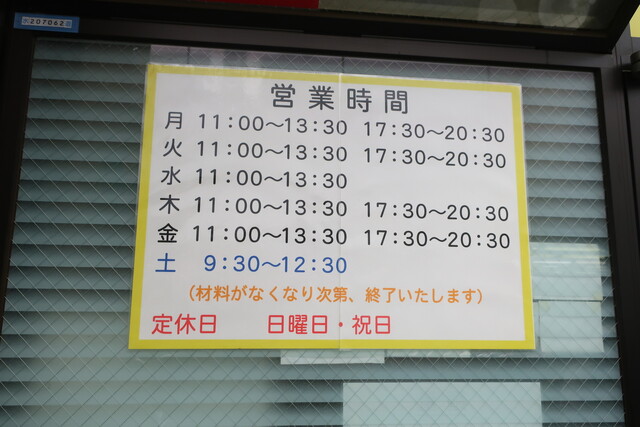 207062
営業時間
月 11:00～13:30 17:30～20:30
火 11:00～13:30 17:30～20:30
水 11:00～13:30
木 11:00～13:30 17:30～20:30
金 11:00～13:30 17:30～20:30
土 9:30～12:30
（材料がなくなり次第、終了いたします）
定休日 日曜日・祝日